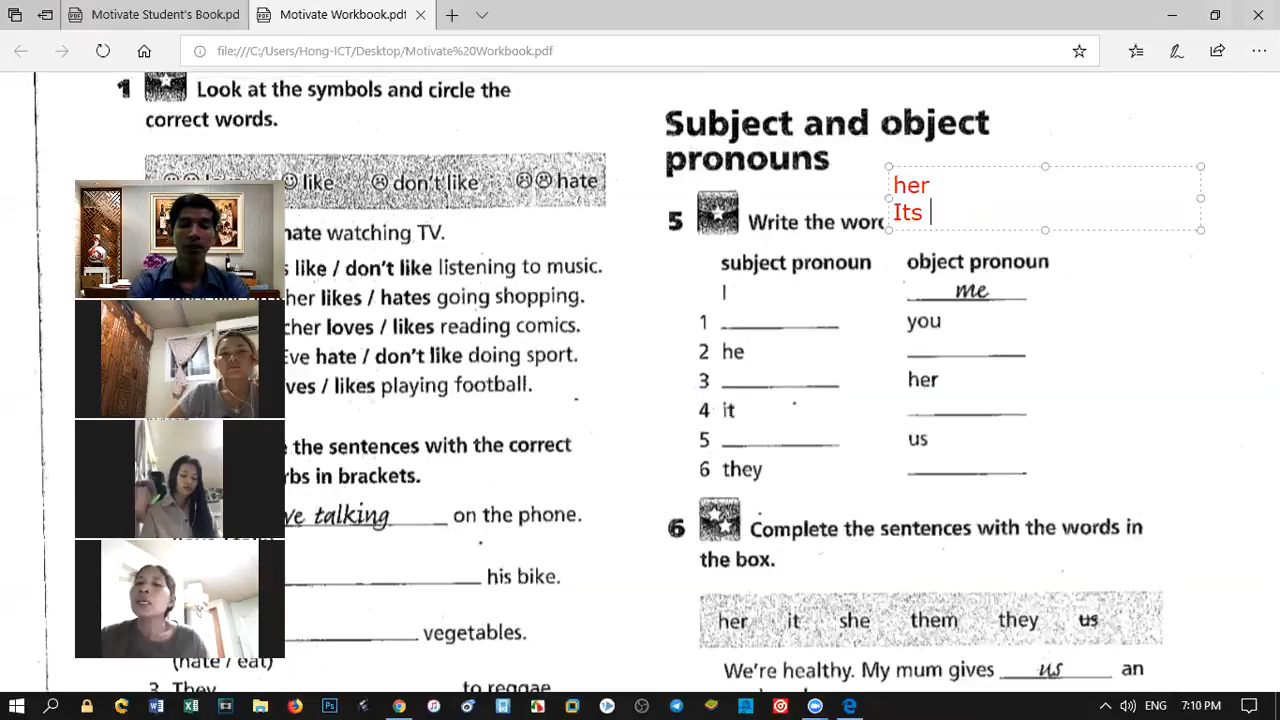 Motivate Student's Book.pdf
Motivate Workbook.pdf
Motivate Workbook.pdf
file:///C:/Users/Hong-ICT/Desktop/Motivate%20Workbook.pdf
1 Look at the symbols and circle the
correct words.
like don't like hate
hate watching TV.
like / don't like listening to music.
her likes / hates going shopping.
cher loves / likes reading comics.
Eve hate / don't like doing sport.
ves / likes playing football.
the sentences with the correct
rbs in brackets.
ve talking on the phone.
his bike.
vegetables.
(hate / eat)
3 They to reggae
Subject and object
pronouns
her
Its
5 Write the word
subject pronoun object pronoun
I me
1 you
2 he
3 her
4 it
5 us
6 they
6 Complete the sentences with the words in
the box.
her it she them they us
We're healthy. My mum gives us an
ENG 7:10 PM